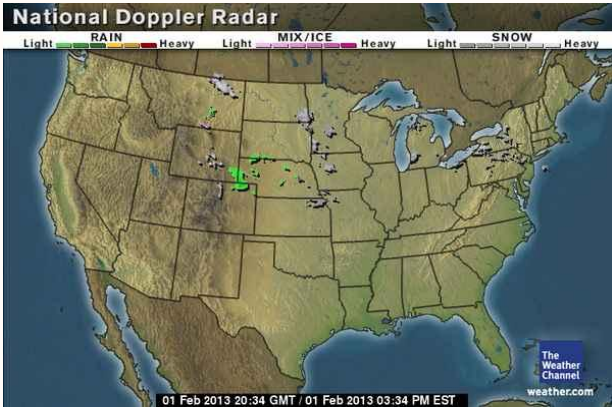 National Doppler Radar
RAIN
MIX/ICE
SNOW
Light Heavy
Light Heavy
Light Heavy
The
Weather
Channel
weather.com
01 Feb 2013 20:34 GMT / 01 Feb 2013 03:34 PM EST